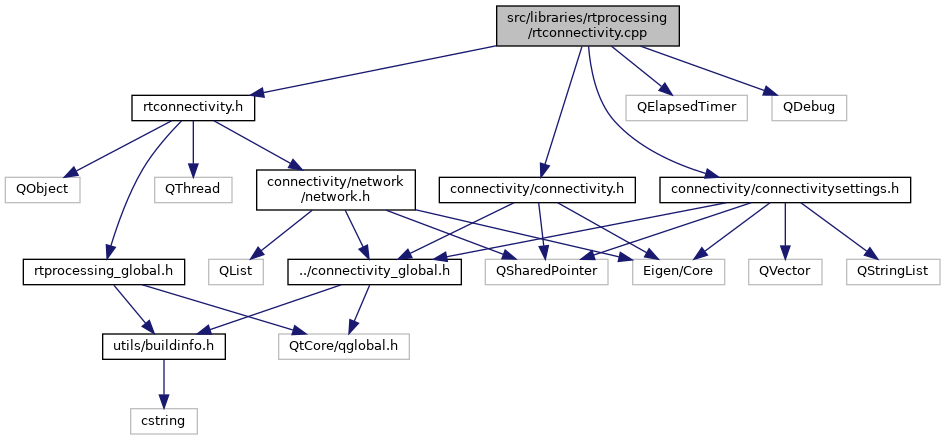 src/libraries/rtprocessing
/rtconnectivity.cpp
rtconnectivity.h
QElapsedTimer
QDebug
QObject
QThread
connectivity/network
/network.h
connectivity/connectivity.h
connectivity/connectivitysettings.h
rtprocessing_global.h
QList
../connectivity_global.h
QSharedPointer
Eigen/Core
QVector
QStringList
utils/buildinfo.h
QtCore/qglobal.h
cstring